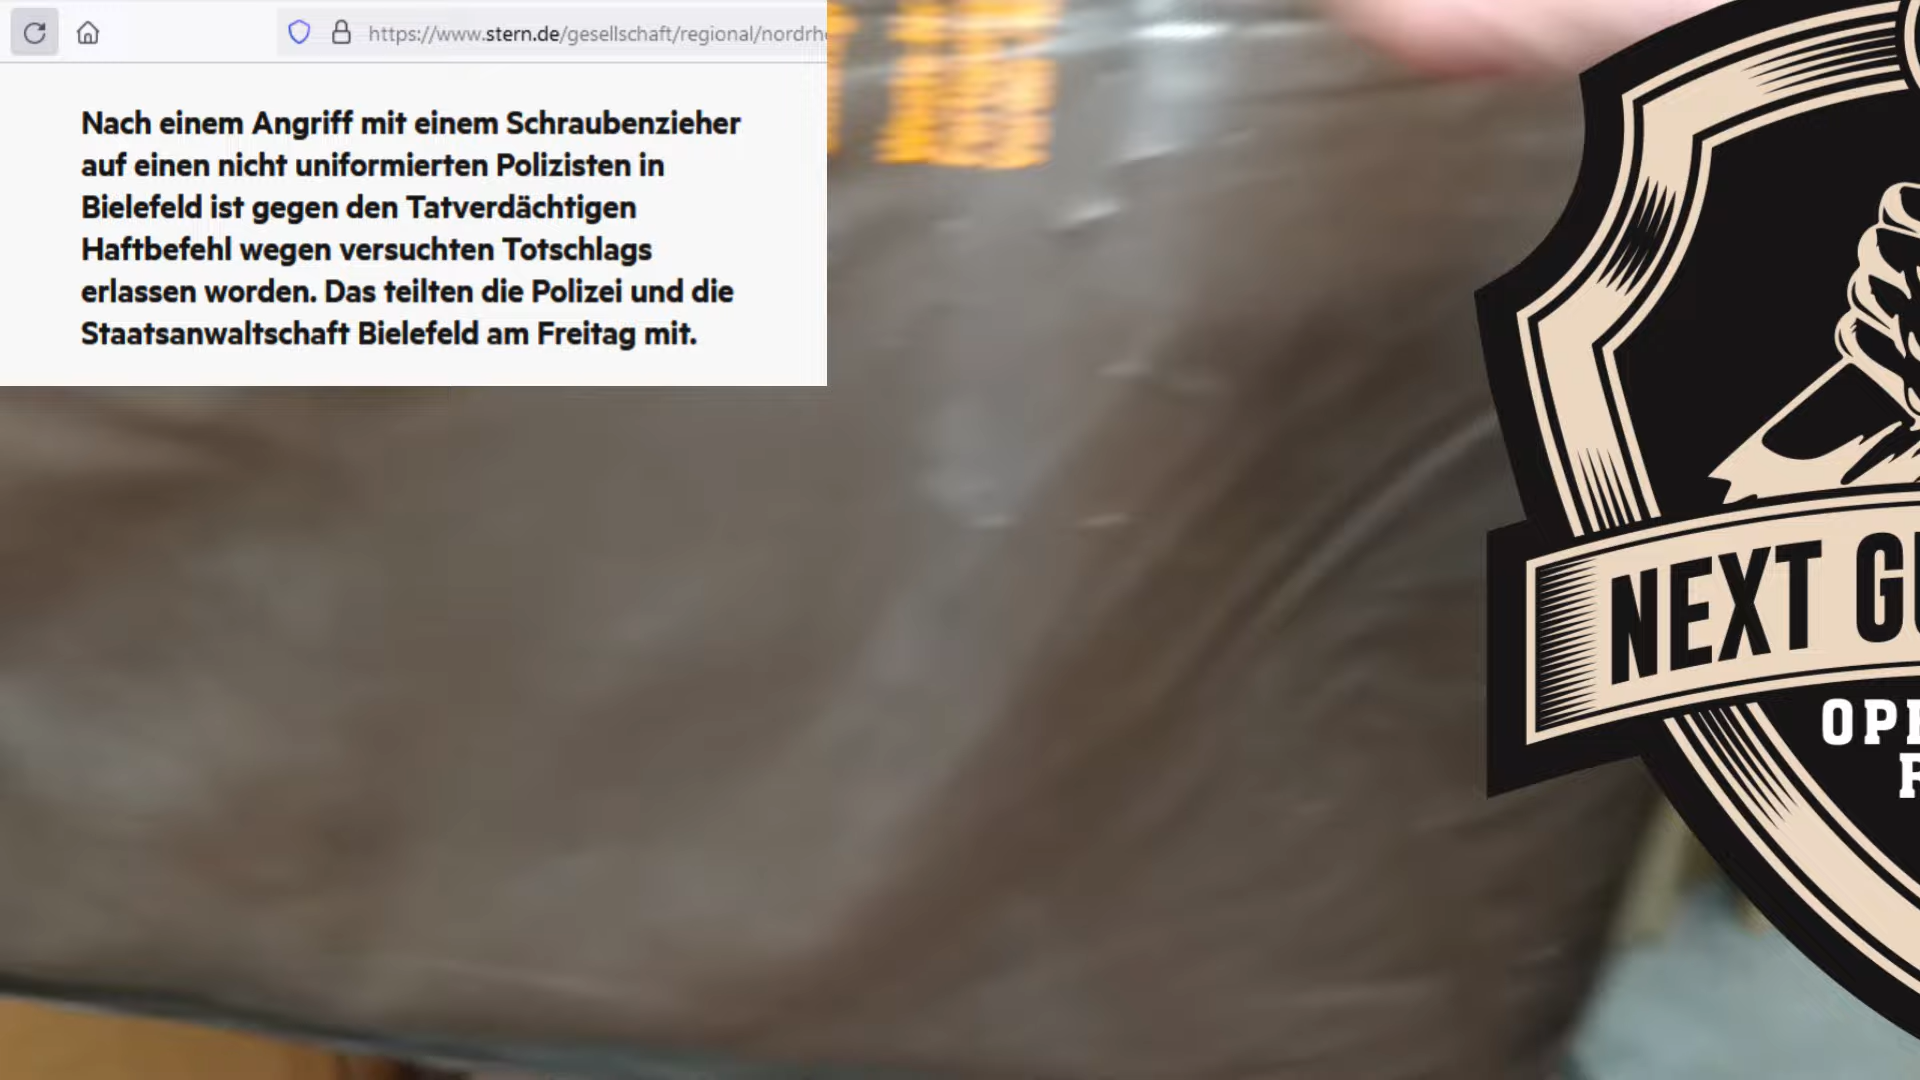 https://www.stern.de/gesellschaft/regional/nordrh
Nach einem Angriff mit einem Schraubenzieher
auf einen nicht uniformierten Polizisten in
Bielefeld ist gegen den Tatverdächtigen
Haftbefehl wegen versuchten Totschlags
erlassen worden. Das teilten die Polizei und die
Staatsanwaltschaft Bielefeld am Freitag mit.
NEXT